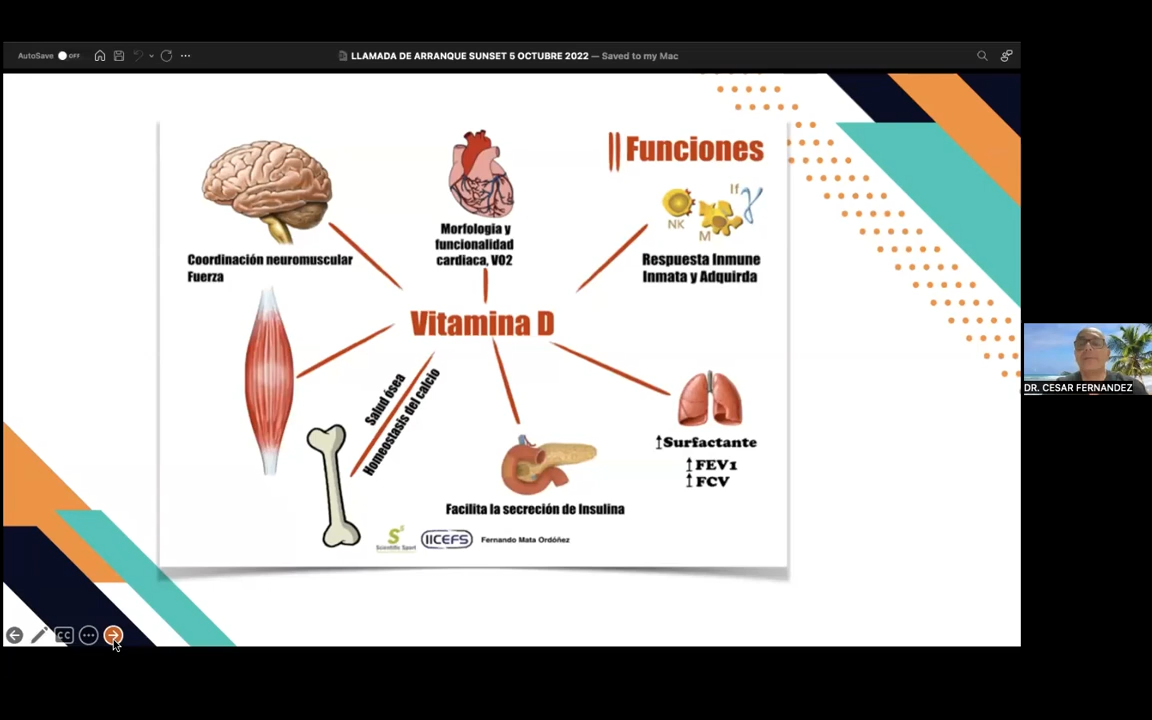 AutoSave OFF
LLAMADA DE ARRANQUE SUNSET 5 OCTUBRE 2022 — Saved to my Mac
Funciones
If γ
NK
M
Morfologia y
funcionalidad
cardiaca, VO2
Coordinación neuromuscular
Fuerza
Respuesta Inmune
Inmata y Adquirda
Vitamina D
Salud ósea
Homeostasis del calcio
↑Surfactante
↑FEV1
↑FCV
Facilita la secreción de Insulina
S
Scientific Sport
IICEFS
Fernando Mata Ordóñez
DR. CESAR FERNANDEZ
CC